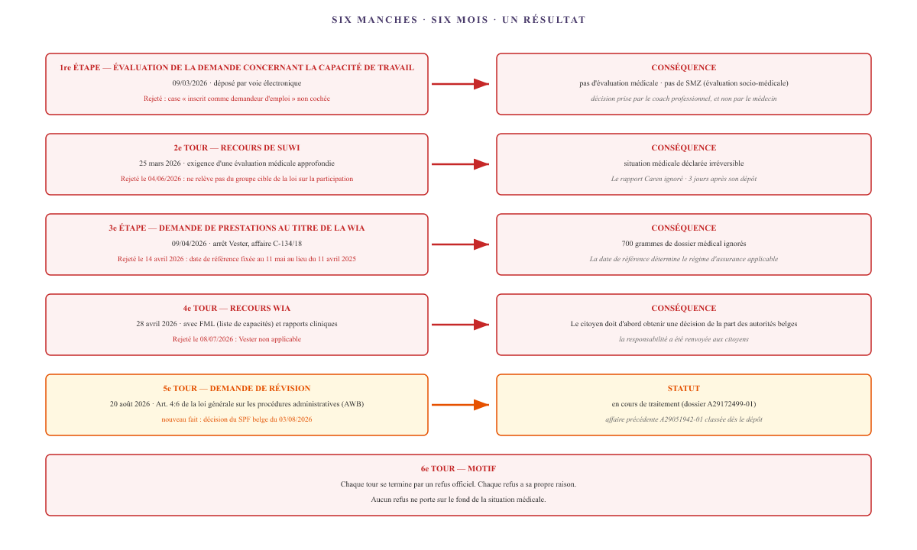 SIX MANCHES · SIX MOIS · UN RÉSULTAT
1re ÉTAPE — ÉVALUATION DE LA DEMANDE CONCERNANT LA CAPACITÉ DE TRAVAIL
09/03/2026 · déposé par voie électronique
Rejeté : case « inscrit comme demandeur d'emploi » non cochée
CONSÉQUENCE
pas d'évaluation médicale · pas de SMZ (évaluation socio-médicale)
décision prise par le coach professionnel, et non par le médecin
2e TOUR — RECOURS DE SUWI
25 mars 2026 · exigence d'une évaluation médicale approfondie
Rejeté le 04/06/2026 : ne relève pas du groupe cible de la loi sur la participation
CONSÉQUENCE
situation médicale déclarée irréversible
Le rapport Caren ignoré · 3 jours après son dépôt
3e ÉTAPE — DEMANDE DE PRESTATIONS AU TITRE DE LA WIA
09/04/2026 · arrêt Vester, affaire C-134/18
Rejeté le 14 avril 2026 : date de référence fixée au 11 mai au lieu du 11 avril 2025
CONSÉQUENCE
700 grammes de dossier médical ignorés
La date de référence détermine le régime d'assurance applicable
4e TOUR — RECOURS WIA
28 avril 2026 · avec FML (liste de capacités) et rapports cliniques
Rejeté le 08/07/2026 : Vester non applicable
CONSÉQUENCE
Le citoyen doit d'abord obtenir une décision de la part des autorités belges
la responsabilité a été renvoyée aux citoyens
5e TOUR — DEMANDE DE RÉVISION
20 août 2026 · Art. 4:6 de la loi générale sur les procédures administratives (AWB)
nouveau fait : décision du SPF belge du 03/08/2026
STATUT
en cours de traitement (dossier A29172499-01)
affaire précédente A29051942-01 classée dès le dépôt
6e TOUR — MOTIF
Chaque tour se termine par un refus officiel. Chaque refus a sa propre raison.
Aucun refus ne porte sur le fond de la situation médicale.